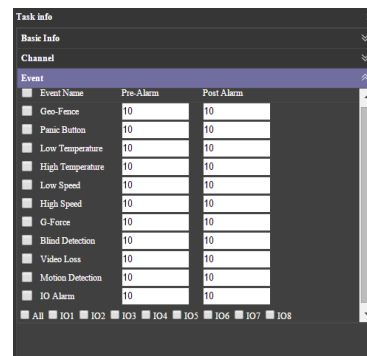 Task info
Basic Info
Channel
Event
Event Name Pre-Alarm Post Alarm
Geo-Fence 10 10
Panic Button 10 10
Low Temperature 10 10
High Temperature 10 10
Low Speed 10 10
High Speed 10 10
G-Force 10 10
Blind Detection 10 10
Video Loss 10 10
Motion Detection 10 10
IO Alarm 10 10
All IO1 IO2 IO3 IO4 IO5 IO6 IO7 IO8